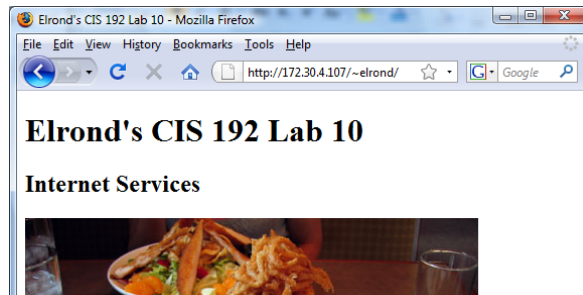 Elrond's CIS 192 Lab 10 - Mozilla Firefox
File Edit View History Bookmarks Tools Help
http://172.30.4.107/~elrond/ G Google
Elrond's CIS 192 Lab 10
Internet Services